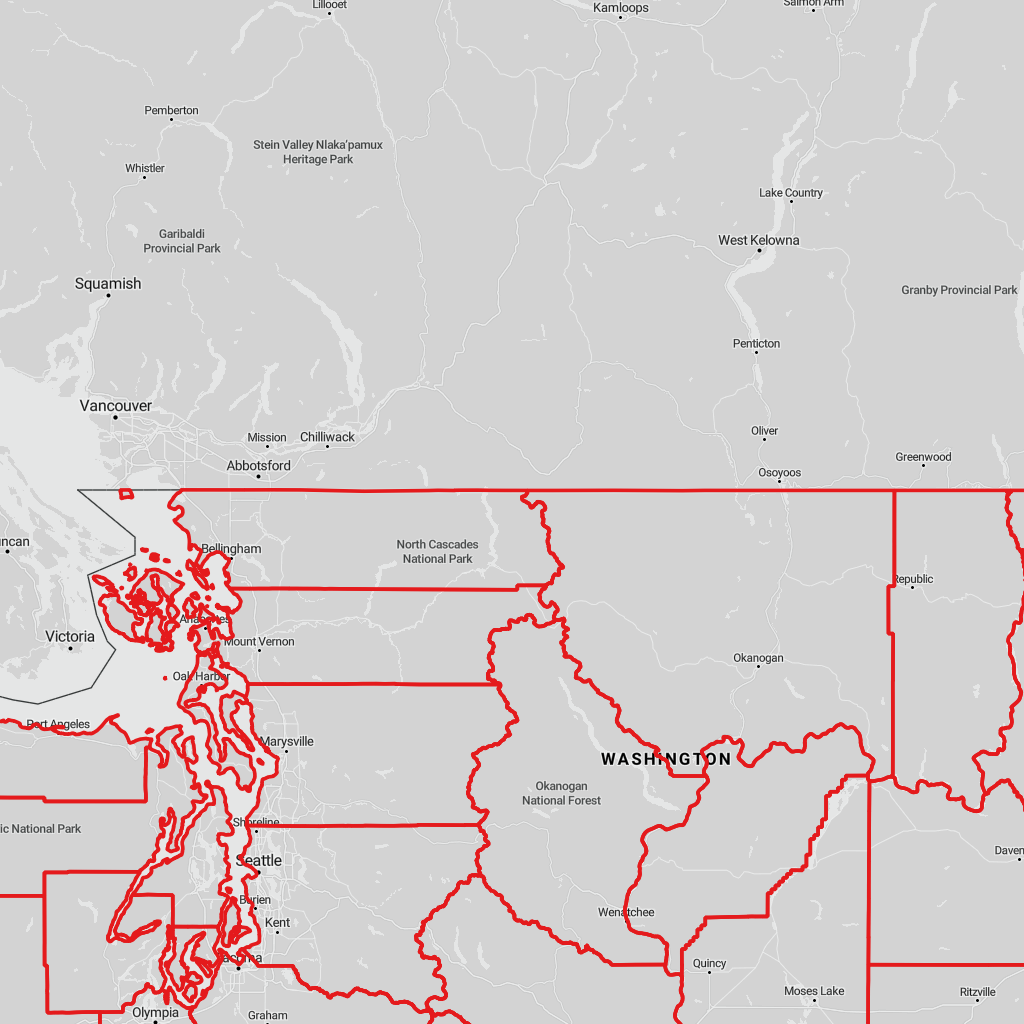 Lillooet
Kamloops
Salmon Arm
Pemberton
Stein Valley Nlaka'pamux
Heritage Park
Whistler
Lake Country
Garibaldi
Provincial Park
West Kelowna
Squamish
Granby Provincial Park
Penticton
Vancouver
Mission
Chilliwack
Oliver
Abbotsford
Greenwood
Osoyoos
ncan
Bellingham
North Cascades
National Park
Republic
Anacortes
Victoria
Mount Vernon
Okanogan
Oak Harbor
Port Angeles
Marysville
WASHINGTON
Okanogan
National Forest
ic National Park
Shoreline
Seattle
Daven
Burien
Wenatchee
Kent
Tacoma
Quincy
Moses Lake
Ritzville
Olympia
Graham